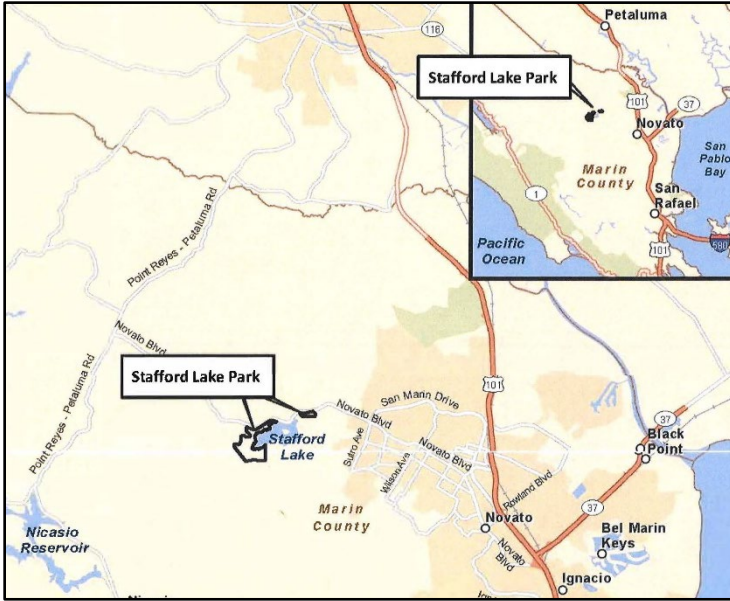 116
Petaluma
Stafford Lake Park
101
37
Novato
Marin
County
San
Pablo
Bay
1
San
Rafael
Pacific
Ocean
101
580
Point Reyes - Petaluma Rd
Novato Blvd
Stafford Lake Park
101
San Marin Drive
Novato Blvd
Stafford
Lake
Sutro Ave
Wilson Ave
Novato Blvd
Rowland Blvd
37
Black
Point
Point Reyes - Petaluma Rd
Marin
County
37
Nicasio
Reservoir
Novato
Novato
Blvd
Bel Marin
Keys
Ignacio